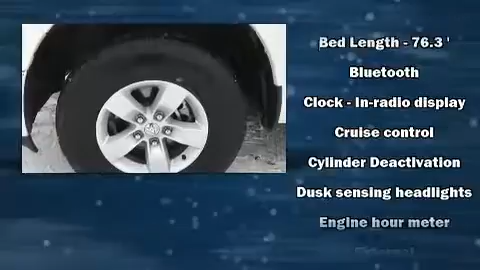 Bed Length - 76.3 '
Bluetooth
Clock - In-radio display
Cruise control
Cylinder Deactivation
Dusk sensing headlights
Engine hour meter